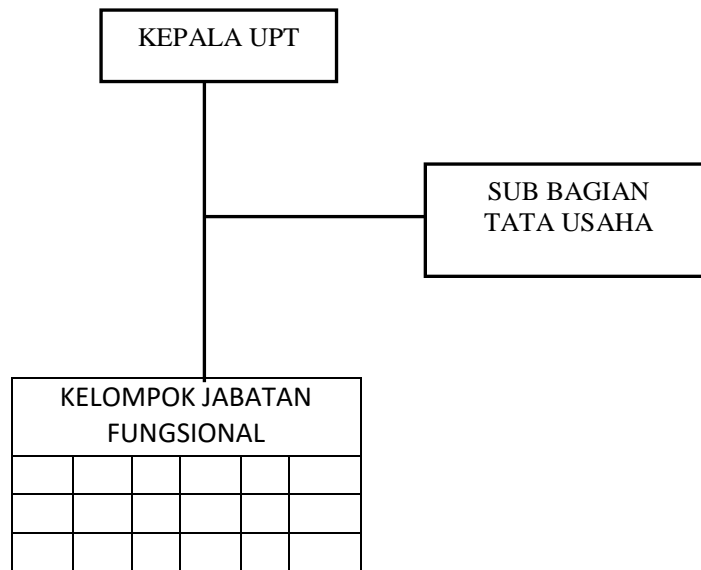 KEPALA UPT
SUB BAGIAN
TATA USAHA
KELOMPOK JABATAN
FUNGSIONAL